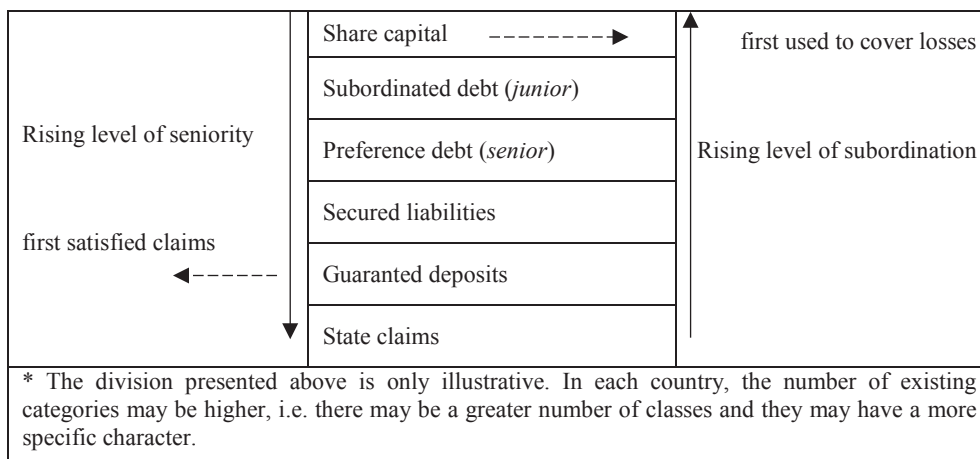 Share capital
first used to cover losses
Subordinated debt (junior)
Rising level of seniority
Preference debt (senior)
Rising level of subordination
Secured liabilities
first satisfied claims
Guaranted deposits
State claims
* The division presented above is only illustrative. In each country, the number of existing
categories may be higher, i.e. there may be a greater number of classes and they may have a more
specific character.